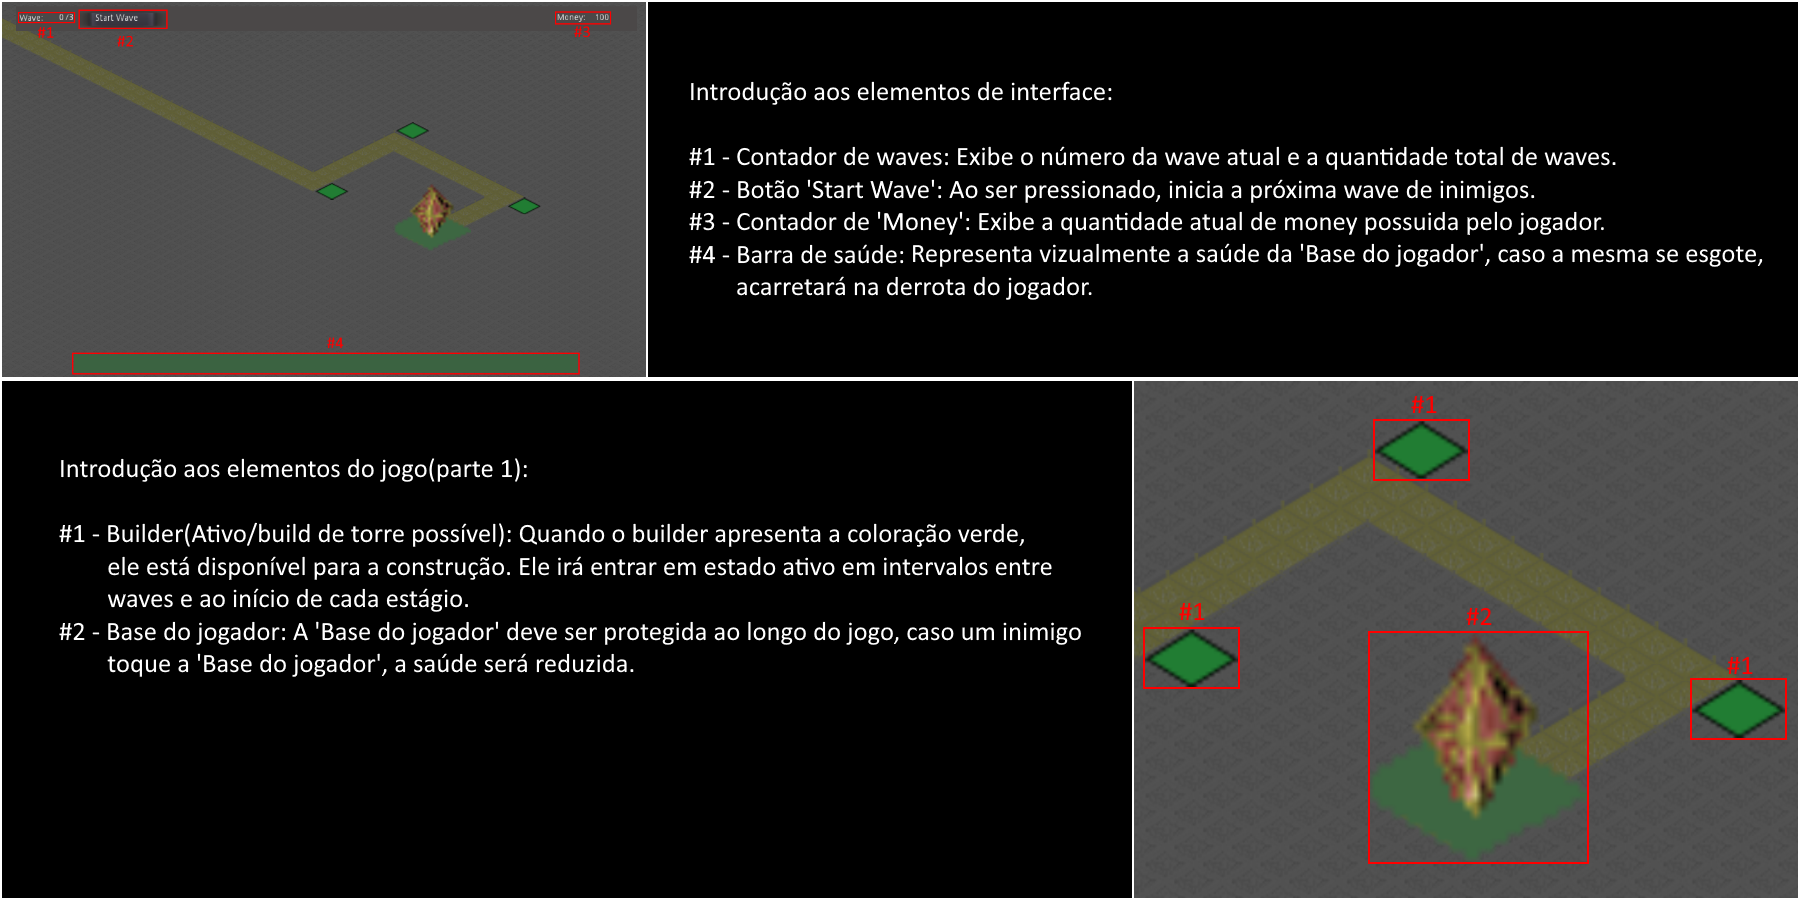 Wave: 0/3 Start Wave Money: 100
#1 #2 #3
#4
Introdução aos elementos de interface:
#1 - Contador de waves: Exibe o número da wave atual e a quantidade total de waves.
#2 - Botão 'Start Wave': Ao ser pressionado, inicia a próxima wave de inimigos.
#3 - Contador de 'Money': Exibe a quantidade atual de money possuida pelo jogador.
#4 - Barra de saúde: Representa vizualmente a saúde da 'Base do jogador', caso a mesma se esgote,
acarretará na derrota do jogador.
Introdução aos elementos do jogo(parte 1):
#1 - Builder(Ativo/build de torre possível): Quando o builder apresenta a coloração verde,
ele está disponível para a construção. Ele irá entrar em estado ativo em intervalos entre
waves e ao início de cada estágio.
#2 - Base do jogador: A 'Base do jogador' deve ser protegida ao longo do jogo, caso um inimigo
toque a 'Base do jogador', a saúde será reduzida.
#1
#1
#2
#1